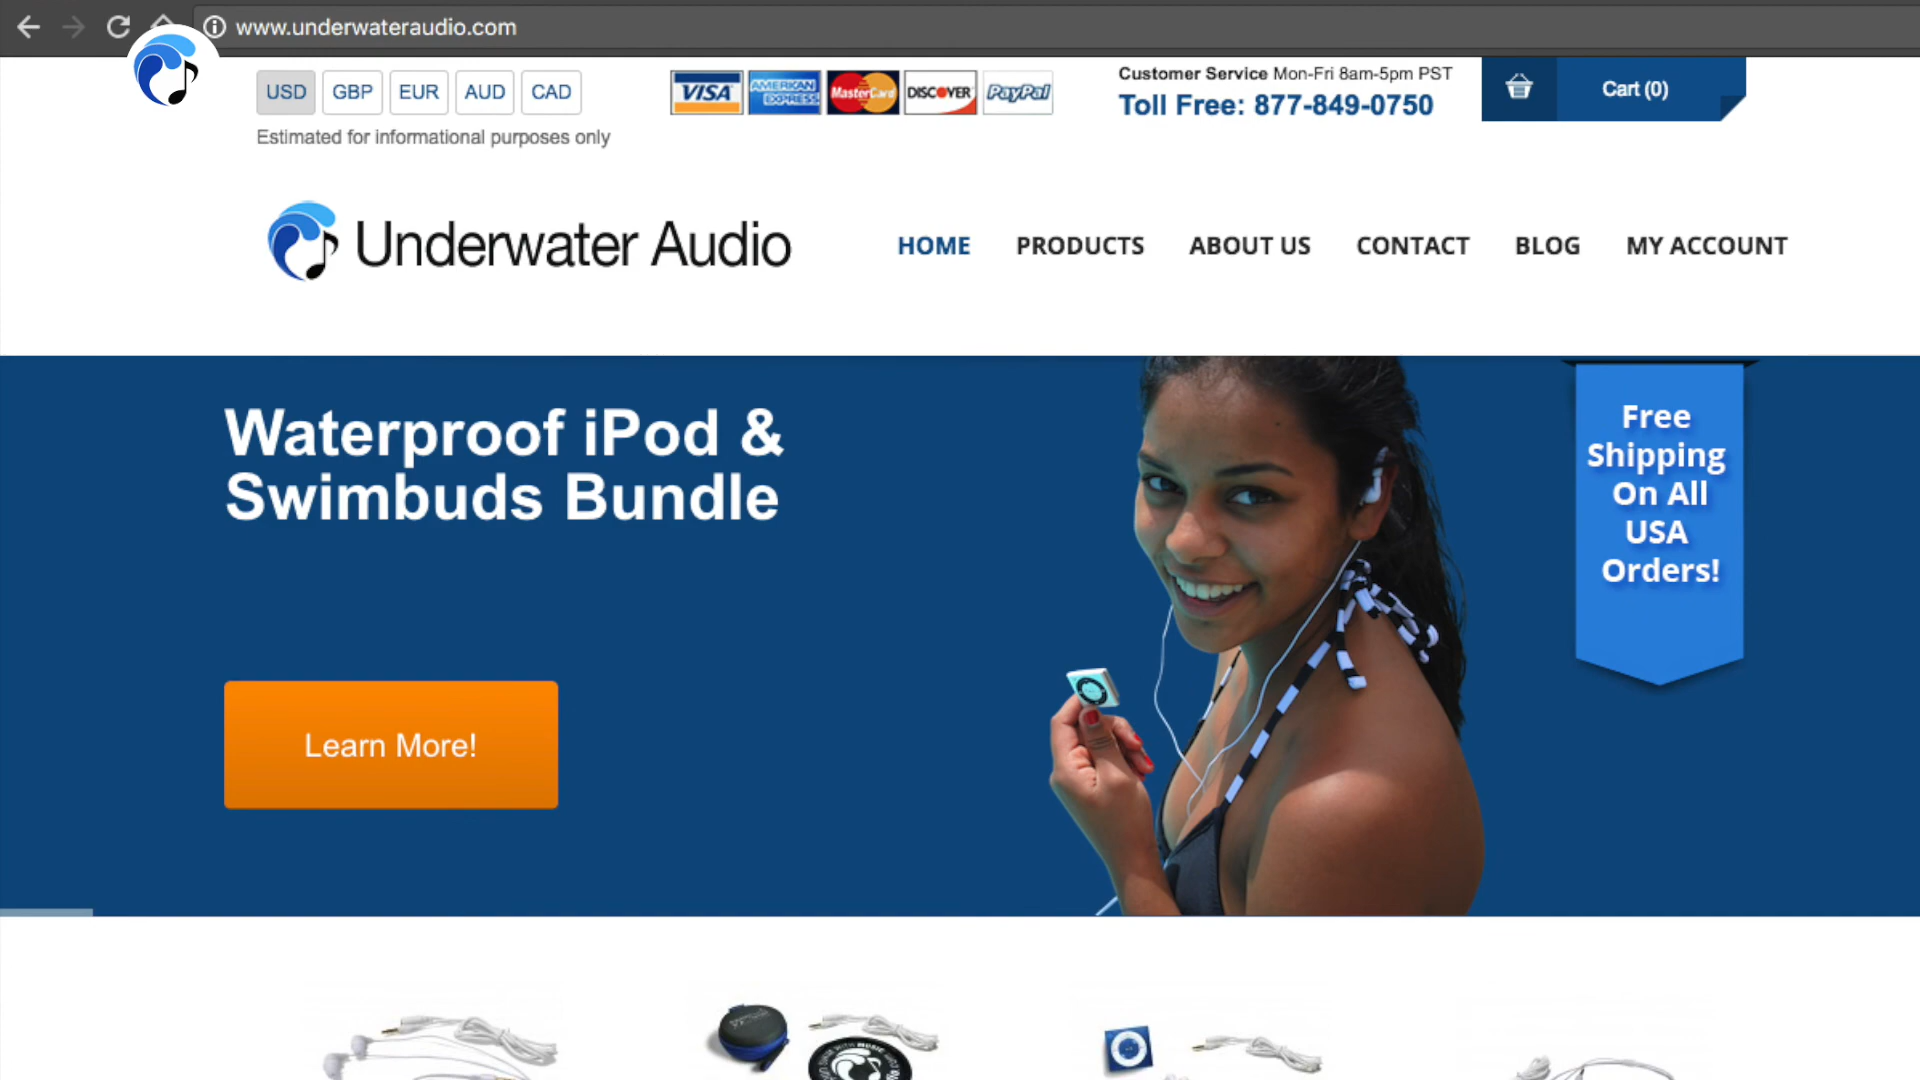 www.underwateraudio.com
USD GBP EUR AUD CAD
VISA AMERICAN EXPRESS MasterCard DISCOVER PayPal
Customer Service Mon-Fri 8am-5pm PST
Toll Free: 877-849-0750
Cart (0)
Estimated for informational purposes only
Underwater Audio
HOME PRODUCTS ABOUT US CONTACT BLOG MY ACCOUNT
Waterproof iPod &
Swimbuds Bundle
Learn More!
Free
Shipping
On All
USA
Orders!